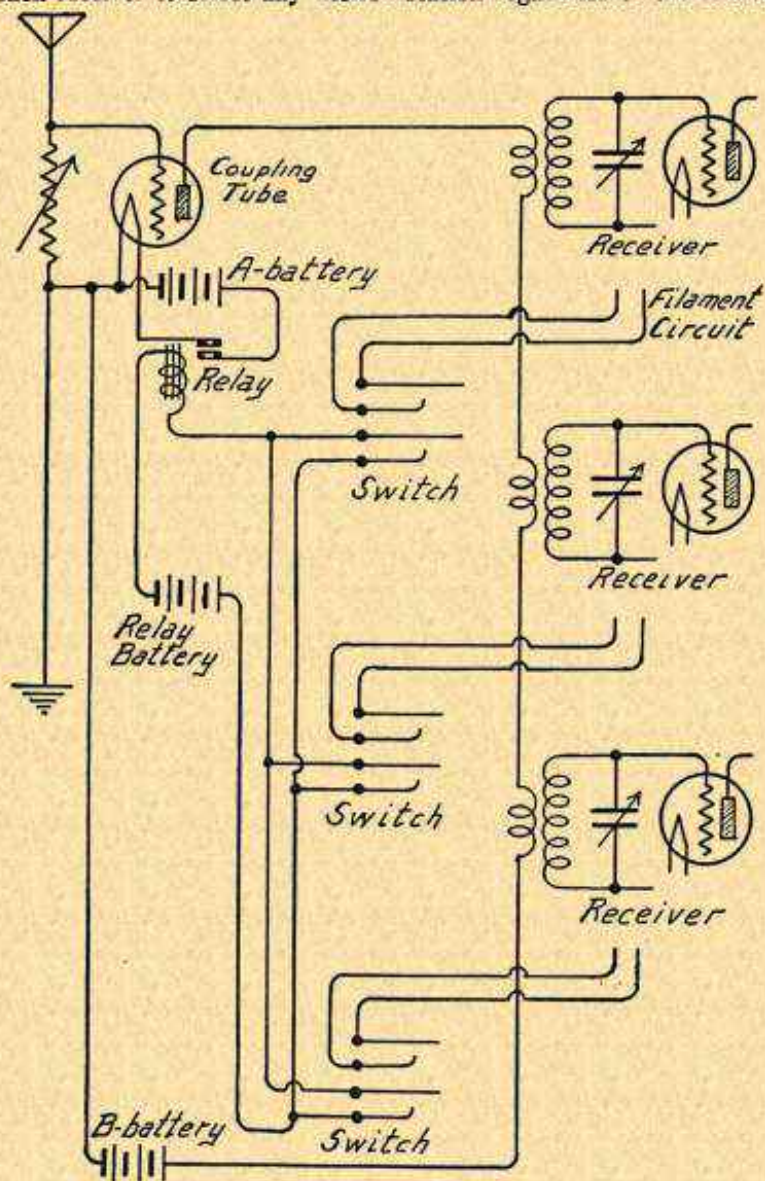 Coupling
Tube
A-battery
Receiver
Filament
Circuit
Relay
Switch
Receiver
Relay
Battery
Switch
Receiver
B-battery
Switch